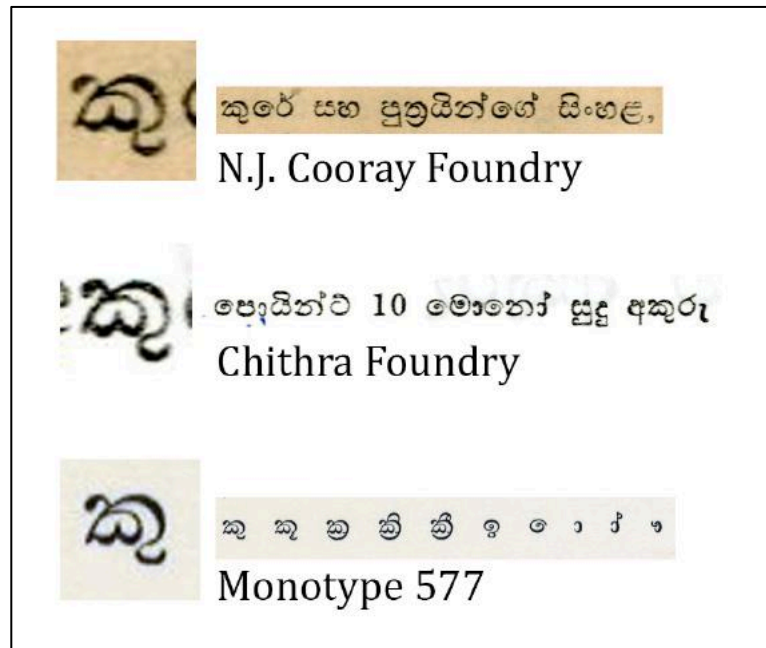 කු
කුරේ සහ පුත්‍රයින්ගේ සිංහළ,
N.J. Cooray Foundry
කු
පොයින්ට් 10 මොනෝ සුදු අකුරු
Chithra Foundry
කු
කු කූ ක්‍ර ක්‍රි ක්‍රී ඉ ෙ ා ා් ෟ
Monotype 577